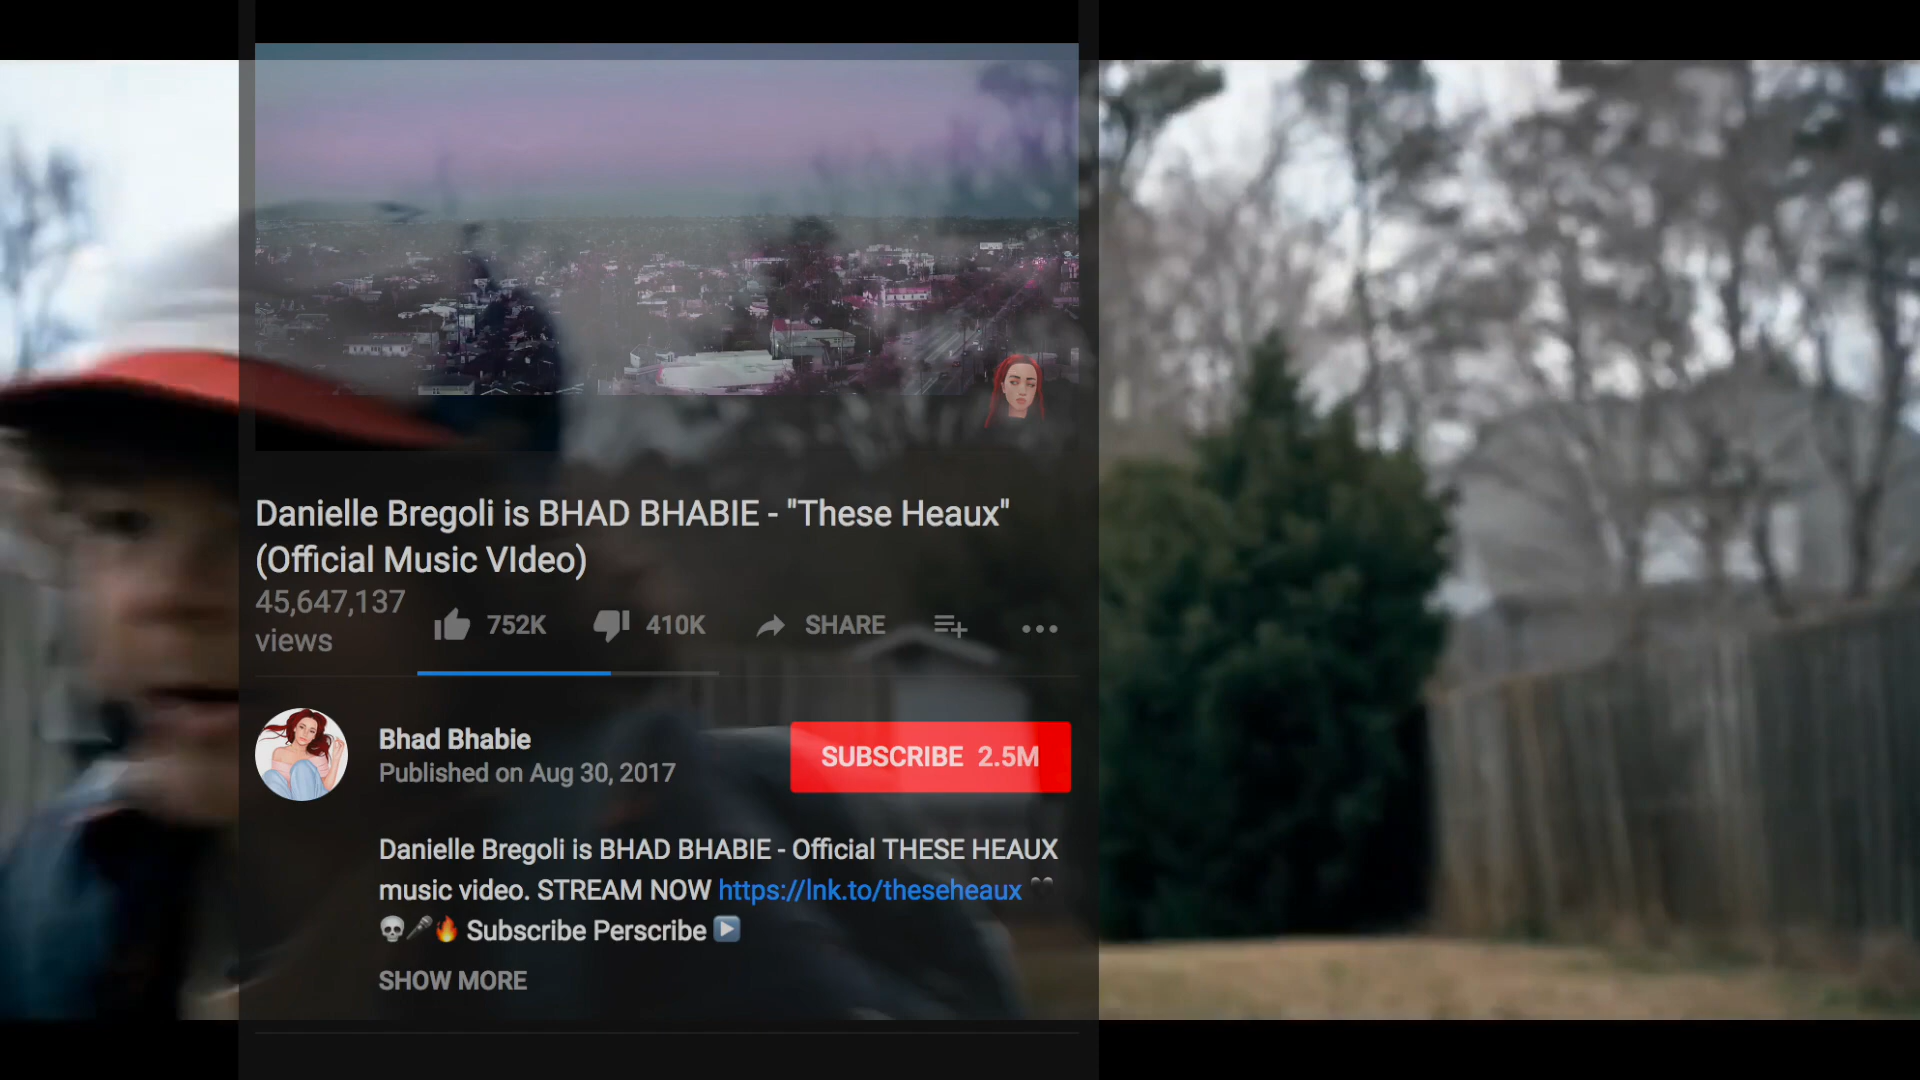 Danielle Bregoli is BHAD BHABIE - "These Heaux"
(Official Music VIdeo)
45,647,137
views
752K
410K
SHARE
Bhad Bhabie
Published on Aug 30, 2017
SUBSCRIBE 2.5M
Danielle Bregoli is BHAD BHABIE - Official THESE HEAUX
music video. STREAM NOW https://lnk.to/theseheaux 🖤
💀🎤🔥 Subscribe Perscribe ▶️
SHOW MORE